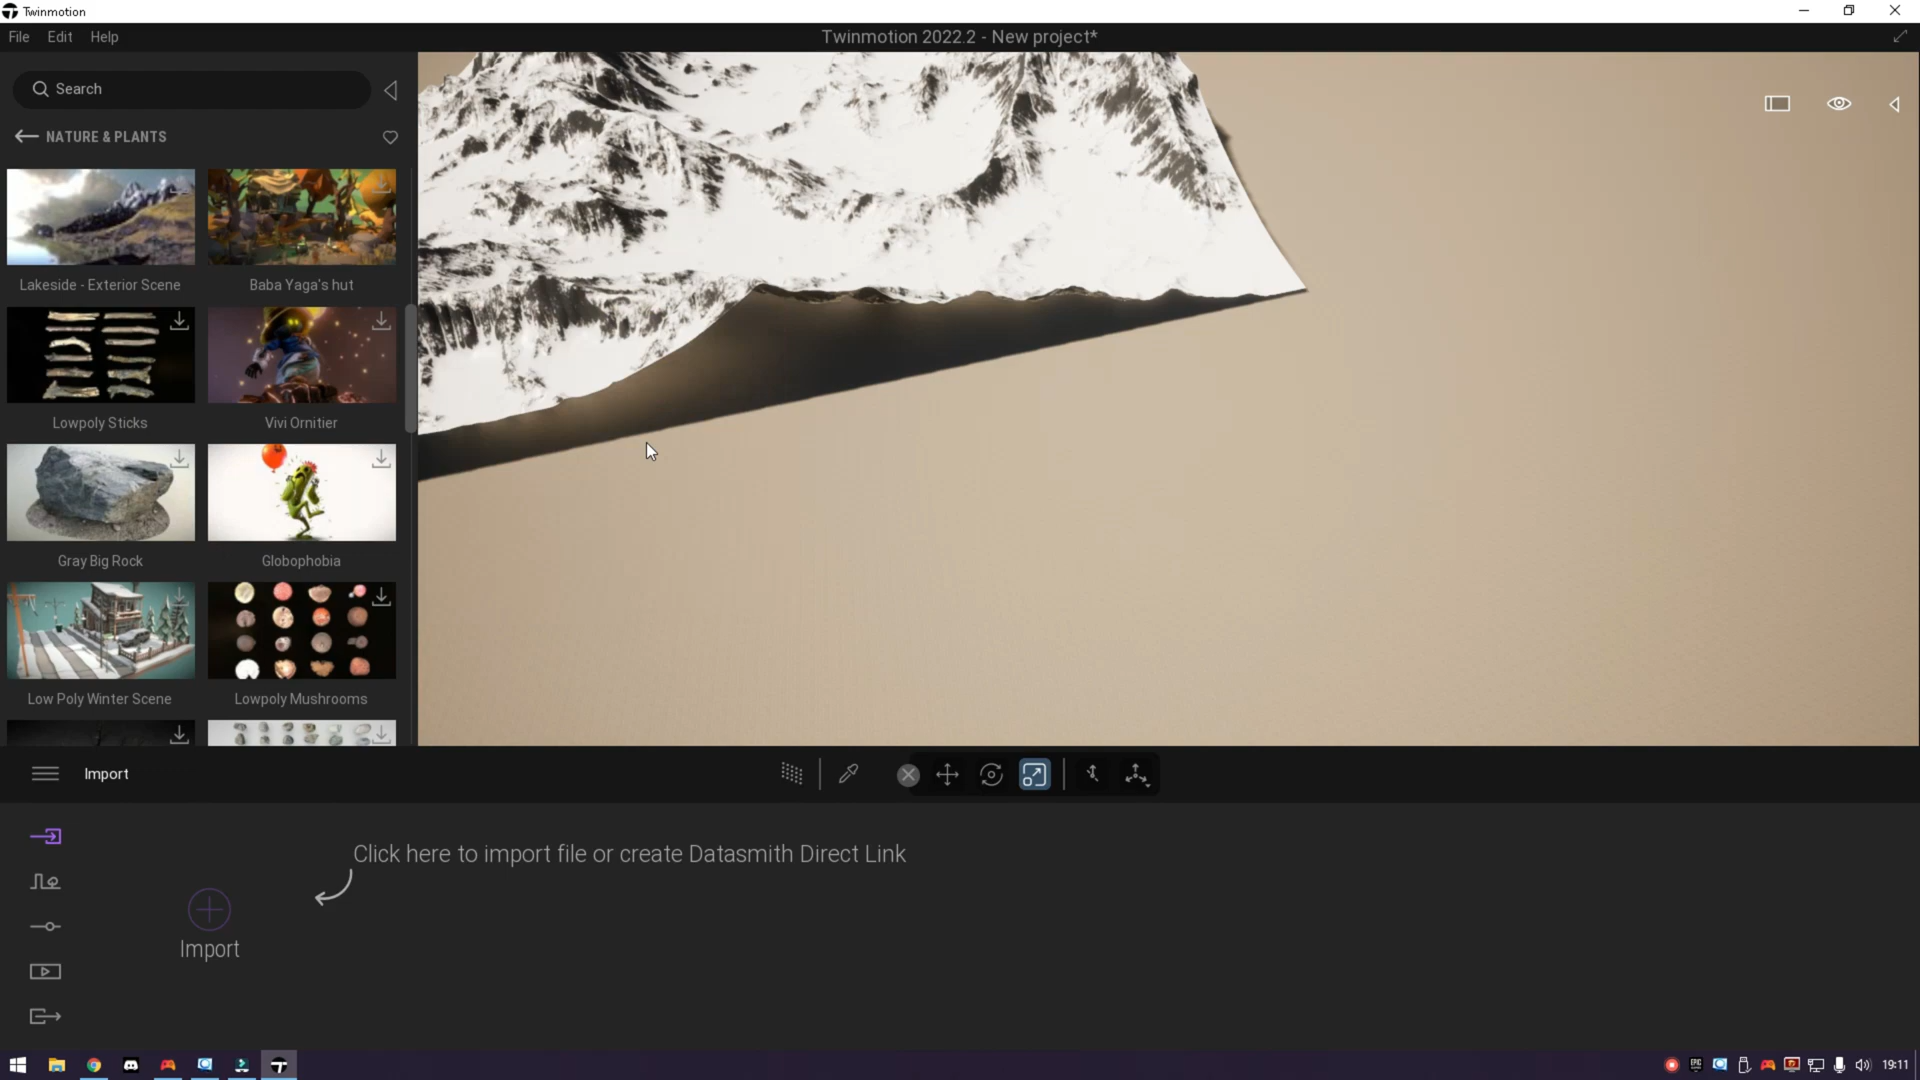 Twinmotion
File Edit Help
Twinmotion 2022.2 - New project*
Search
NATURE & PLANTS
Lakeside - Exterior Scene
Baba Yaga's hut
Lowpoly Sticks
Vivi Ornitier
Gray Big Rock
Globophobia
Low Poly Winter Scene
Lowpoly Mushrooms
Import
Click here to import file or create Datasmith Direct Link
Import
19:11